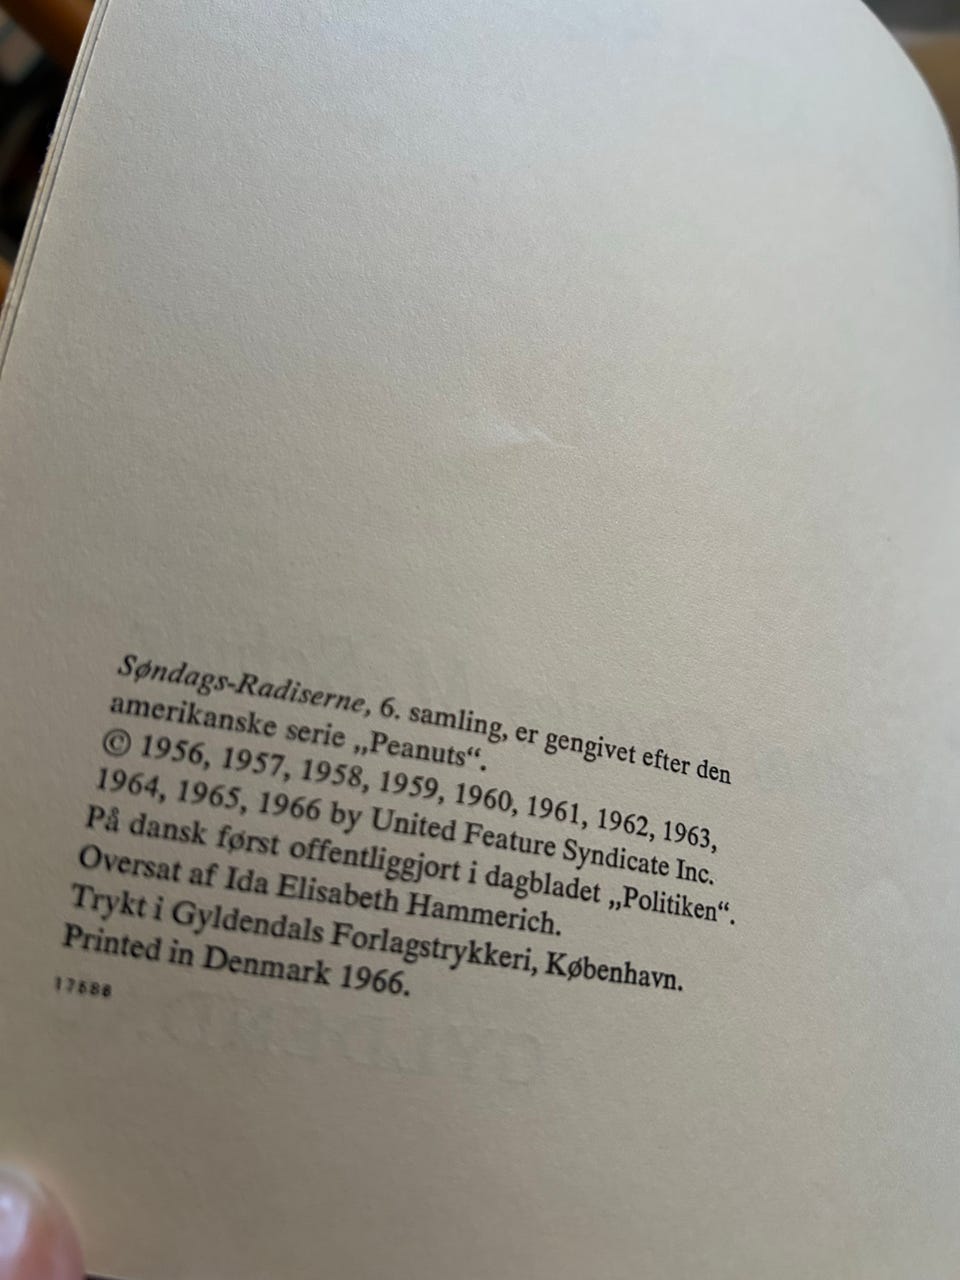 Søndags-Radiserne, 6. samling, er gengivet efter den
amerikanske serie „Peanuts“.
© 1956, 1957, 1958, 1959, 1960, 1961, 1962, 1963,
1964, 1965, 1966 by United Feature Syndicate Inc.
På dansk først offentliggjort i dagbladet „Politiken“.
Oversat af Ida Elisabeth Hammerich.
Trykt i Gyldendals Forlagstrykkeri, København.
Printed in Denmark 1966.